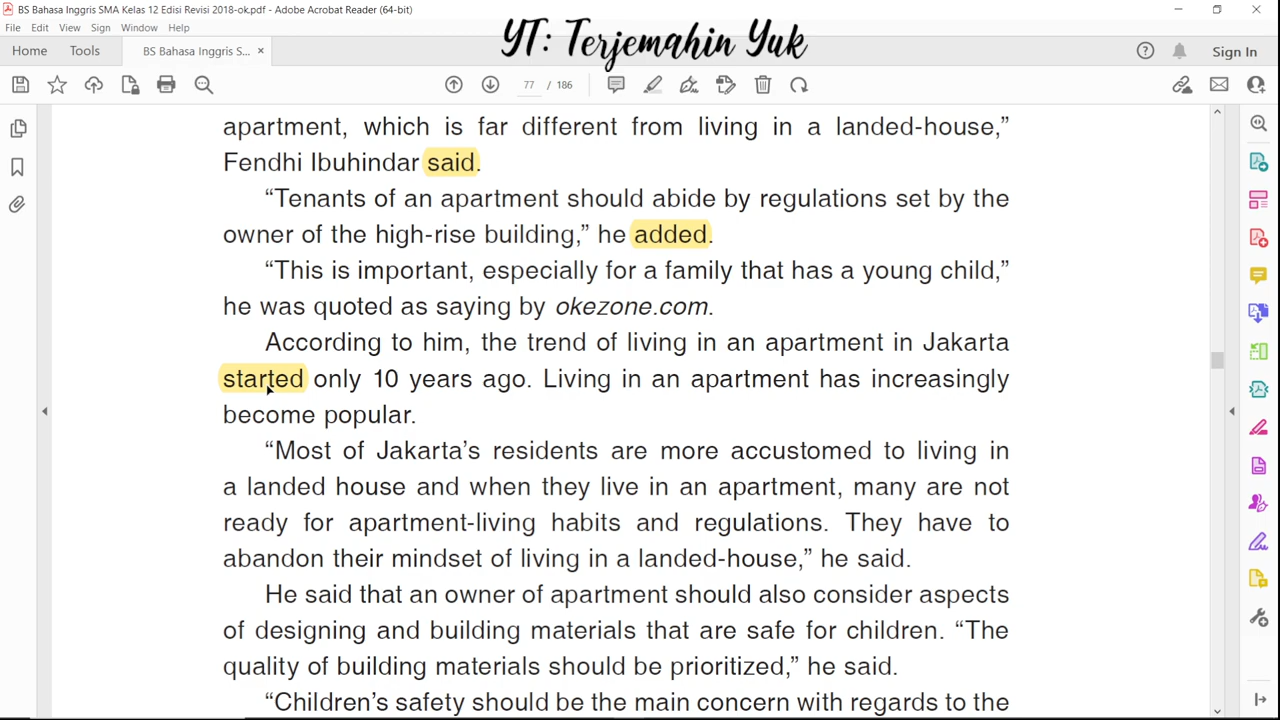 BS Bahasa Inggris SMA Kelas 12 Edisi Revisi 2018-ok.pdf - Adobe Acrobat Reader (64-bit)
File Edit View Sign Window Help
YT: Terjemahin Yuk
Home Tools BS Bahasa Inggris S... × Sign In
77 / 186
apartment, which is far different from living in a landed-house,”
Fendhi Ibuhindar said.
“Tenants of an apartment should abide by regulations set by the
owner of the high-rise building,” he added.
“This is important, especially for a family that has a young child,”
he was quoted as saying by okezone.com.
According to him, the trend of living in an apartment in Jakarta
started only 10 years ago. Living in an apartment has increasingly
become popular.
“Most of Jakarta’s residents are more accustomed to living in
a landed house and when they live in an apartment, many are not
ready for apartment-living habits and regulations. They have to
abandon their mindset of living in a landed-house,” he said.
He said that an owner of apartment should also consider aspects
of designing and building materials that are safe for children. “The
quality of building materials should be prioritized,” he said.
“Children’s safety should be the main concern with regards to the